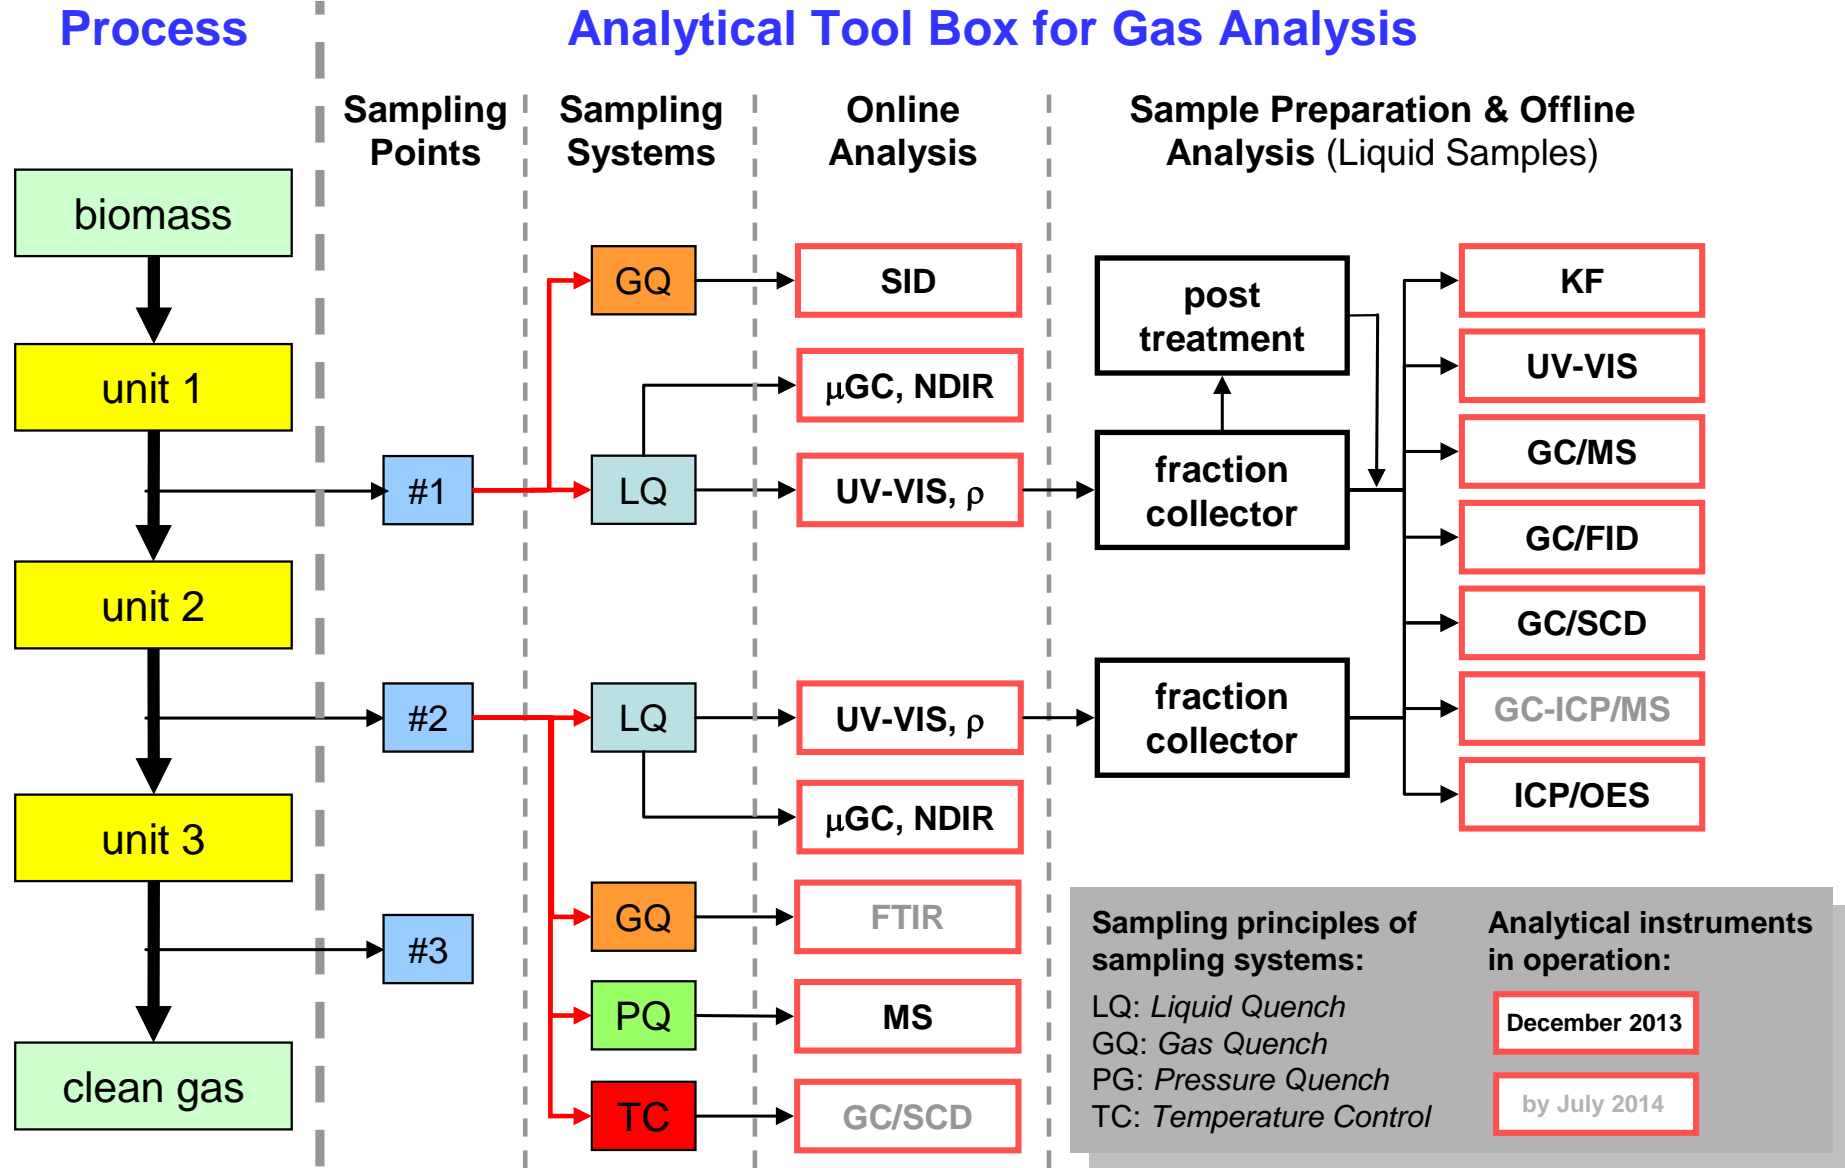 Process
Analytical Tool Box for Gas Analysis
Sampling
Points
Sampling
Systems
Online
Analysis
Sample Preparation & Offline
Analysis (Liquid Samples)
biomass
unit 1
unit 2
unit 3
clean gas
#1
#2
#3
GQ
LQ
LQ
GQ
PQ
TC
SID
μGC, NDIR
UV-VIS, ρ
UV-VIS, ρ
μGC, NDIR
FTIR
MS
GC/SCD
post
treatment
fraction
collector
fraction
collector
KF
UV-VIS
GC/MS
GC/FID
GC/SCD
GC-ICP/MS
ICP/OES
Sampling principles of
sampling systems:
LQ: Liquid Quench
GQ: Gas Quench
PG: Pressure Quench
TC: Temperature Control
Analytical instruments
in operation:
December 2013
by July 2014